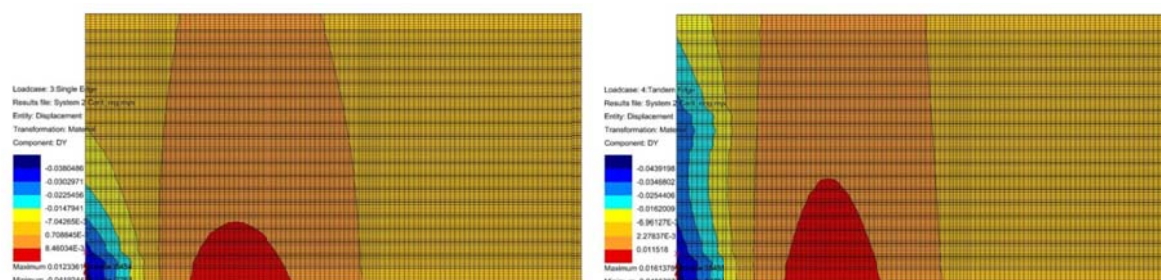 Loadcase: 3:Single Edge
Results file: System 2
Entity: Displacement
Transformation: Material
Component: DY
-0.0380486
-0.0302971
-0.0225456
-0.0147941
-7.04265E-3
0.708845E-3
8.46034E-3
Maximum 0.0123361
Loadcase: 4:Tandem Edge
Results file: System 2
Entity: Displacement
Transformation: Material
Component: DY
-0.0439198
-0.0346802
-0.0254406
-0.0162009
-6.96127E-3
2.27837E-3
0.011518
Maximum 0.0161379